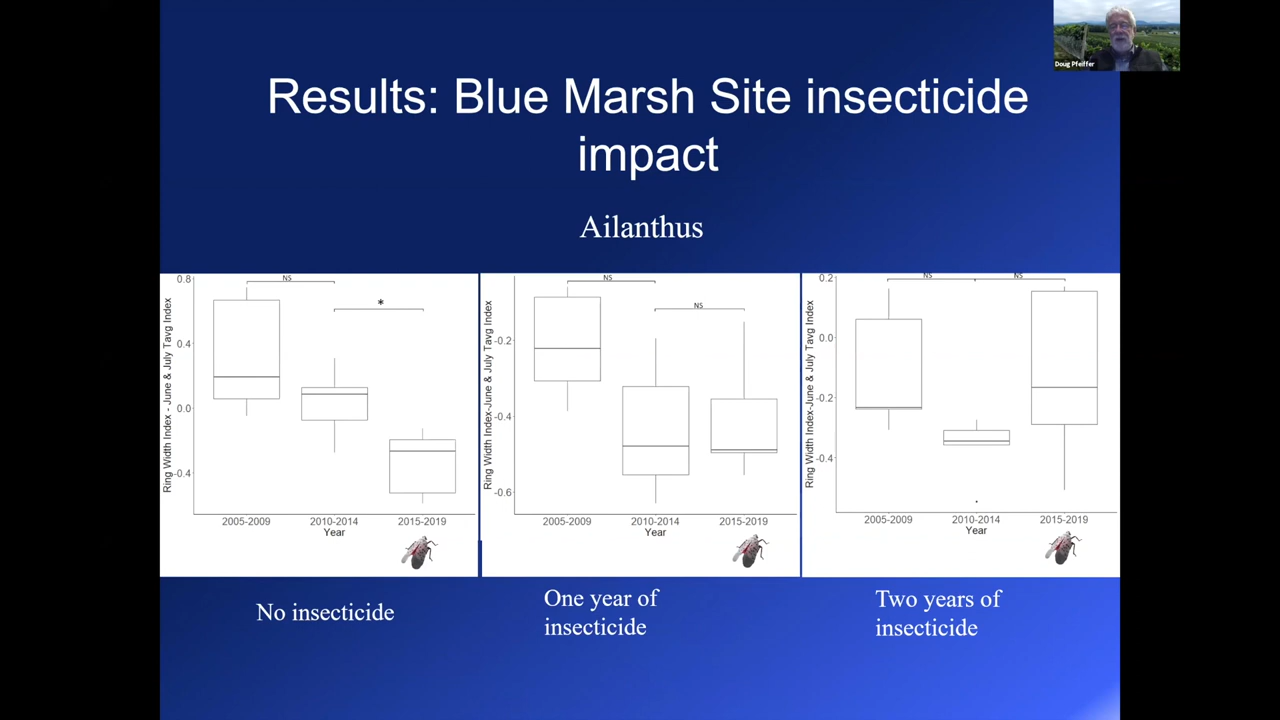 Doug Pfeiffer
Results: Blue Marsh Site insecticide
impact
Ailanthus
Ring Width Index - June & July Tavg Index
0.8
0.4
0.0
-0.4
NS
*
2005-2009 2010-2014 2015-2019
Year
Ring Width Index-June & July Tavg Index
-0.2
-0.4
-0.6
NS
NS
2005-2009 2010-2014 2015-2019
Year
Ring Width Index-June & July Tavg Index
0.2
0.0
-0.2
-0.4
NS NS
2005-2009 2010-2014 2015-2019
Year
No insecticide
One year of
insecticide
Two years of
insecticide